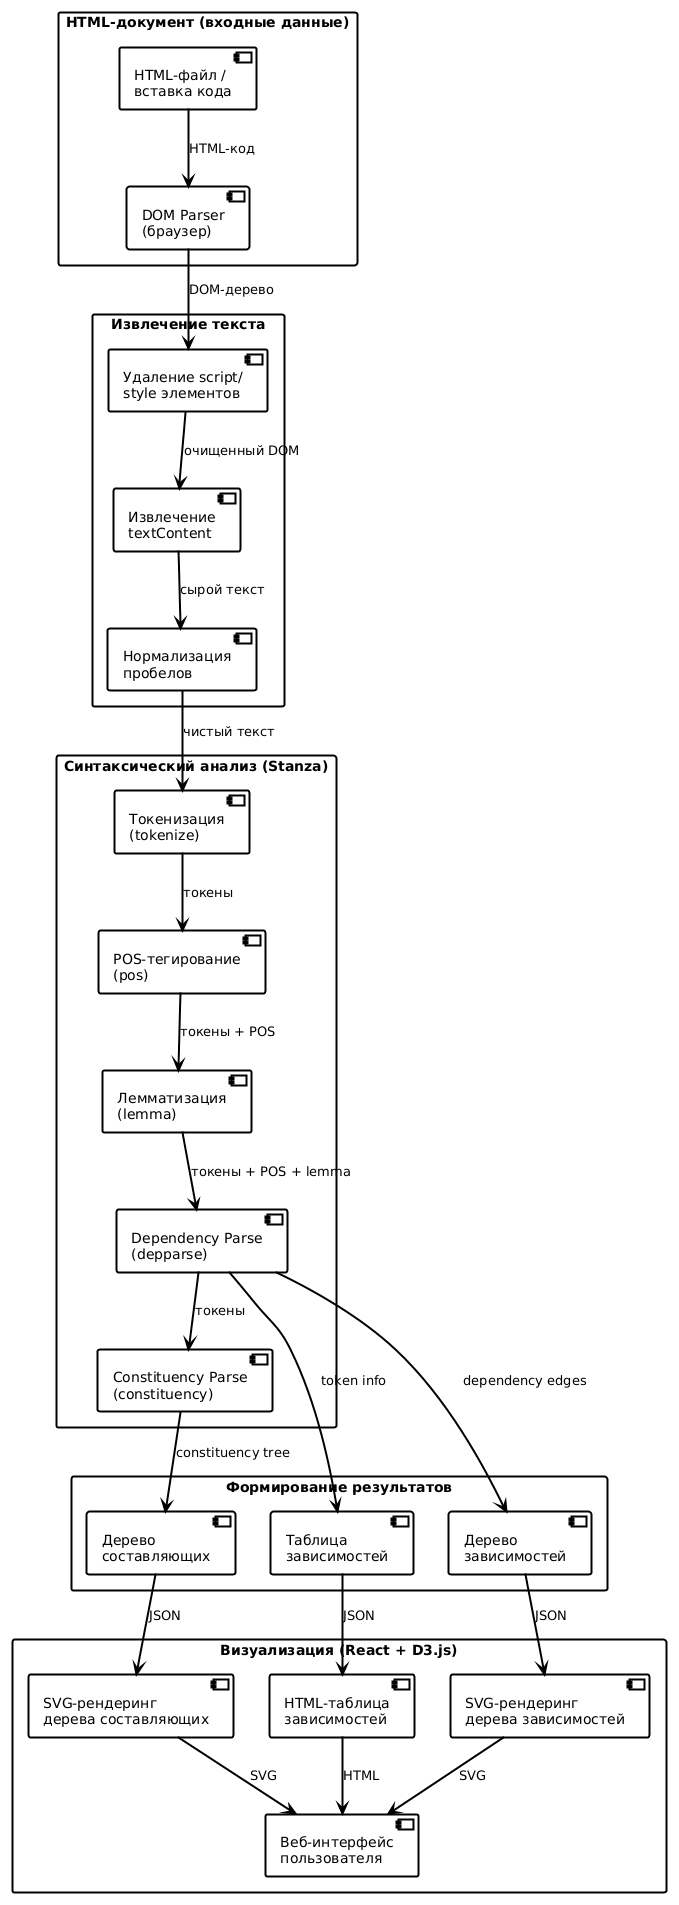 HTML-документ (входные данные)
HTML-файл /
вставка кода
HTML-код
DOM Parser
(браузер)
DOM-дерево
Извлечение текста
Удаление script/
style элементов
очищенный DOM
Извлечение
textContent
сырой текст
Нормализация
пробелов
чистый текст
Синтаксический анализ (Stanza)
Токенизация
(tokenize)
токены
POS-тегирование
(pos)
токены + POS
Лемматизация
(lemma)
токены + POS + lemma
Dependency Parse
(depparse)
токены
Constituency Parse
(constituency)
token info
dependency edges
constituency tree
Формирование результатов
Дерево
составляющих
Таблица
зависимостей
Дерево
зависимостей
JSON
JSON
JSON
Визуализация (React + D3.js)
SVG-рендеринг
дерева составляющих
HTML-таблица
зависимостей
SVG-рендеринг
дерева зависимостей
SVG
HTML
SVG
Веб-интерфейс
пользователя